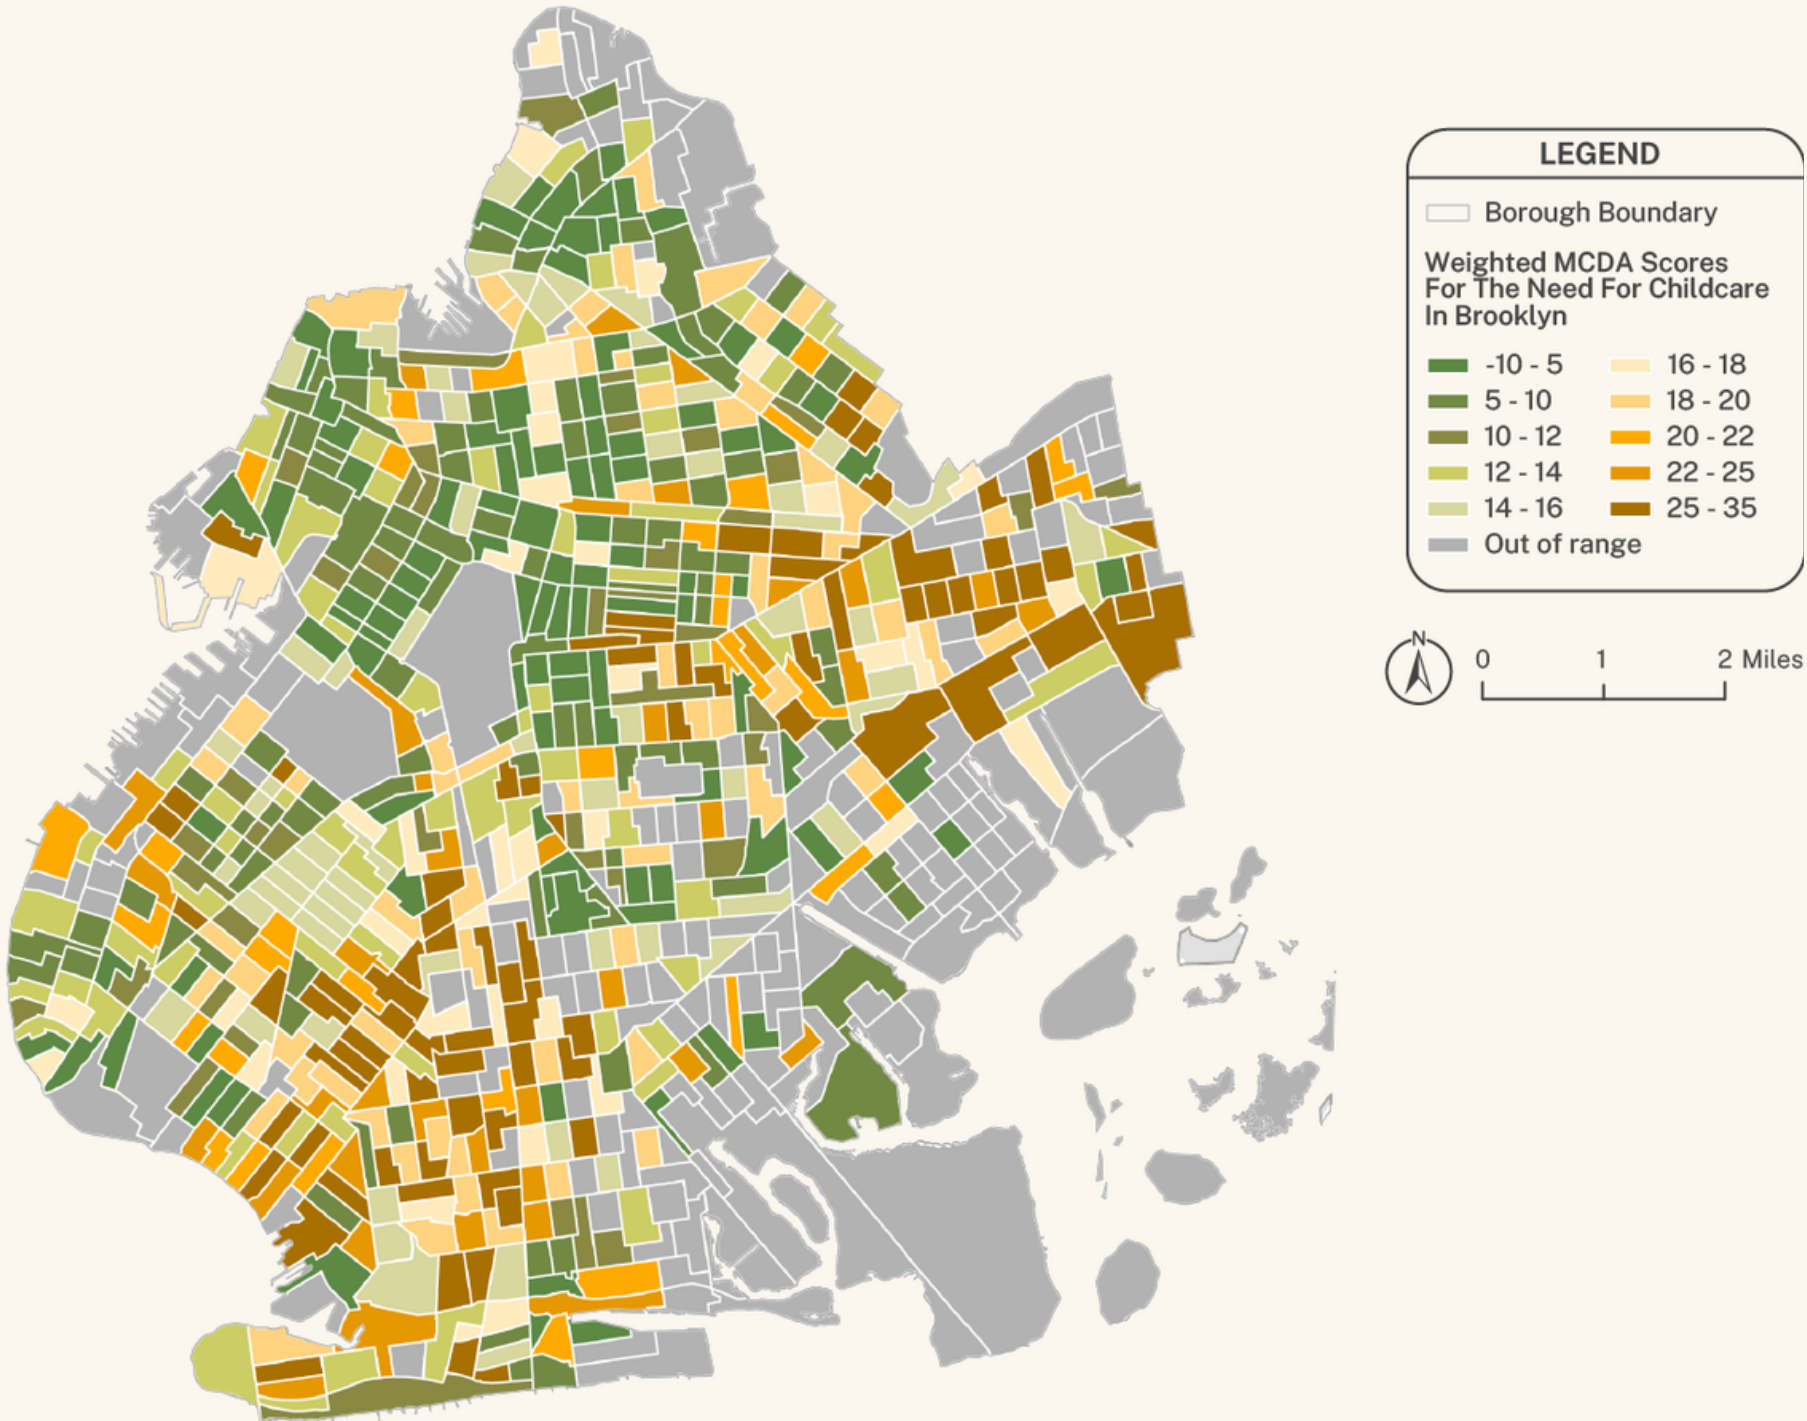 LEGEND
Borough Boundary
Weighted MCDA Scores
For The Need For Childcare
In Brooklyn
-10 - 5
5 - 10
10 - 12
12 - 14
14 - 16
16 - 18
18 - 20
20 - 22
22 - 25
25 - 35
Out of range
N
0 1 2 Miles